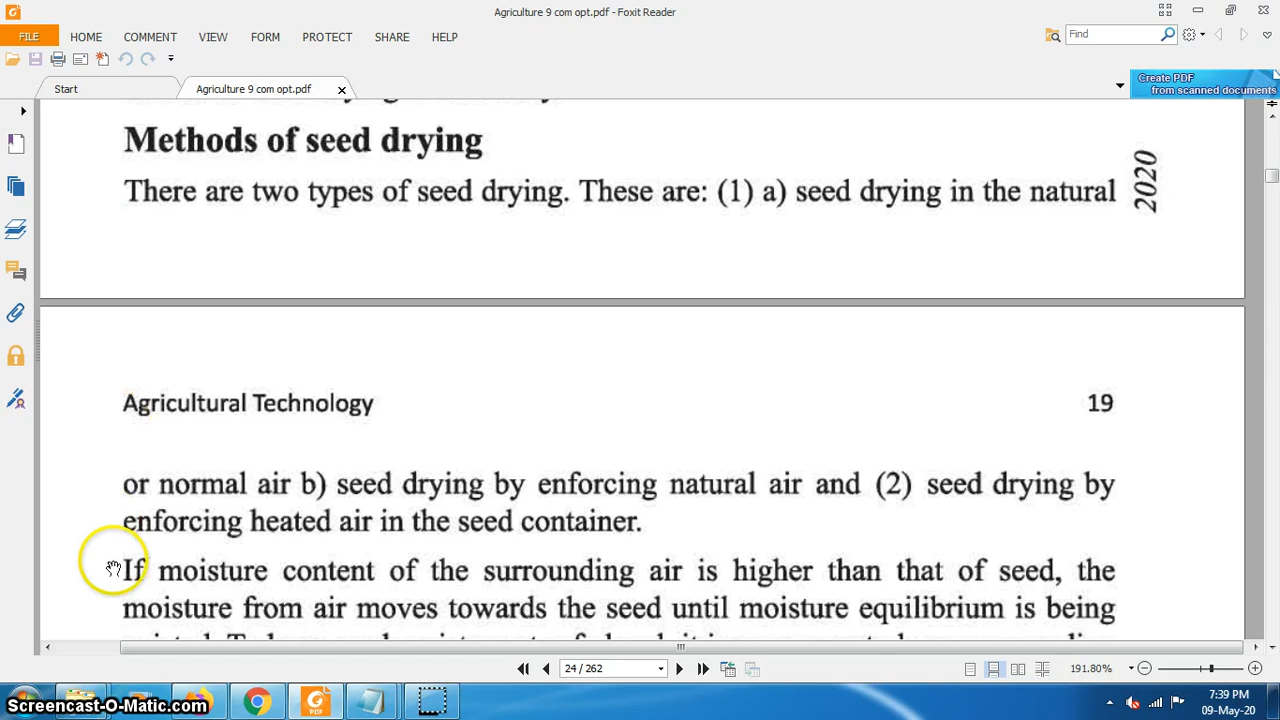 Agriculture 9 com opt.pdf - Foxit Reader
FILE HOME COMMENT VIEW FORM PROTECT SHARE HELP
Find
Start
Agriculture 9 com opt.pdf
Create PDF
from scanned documents
Methods of seed drying
There are two types of seed drying. These are: (1) a) seed drying in the natural
2020
Agricultural Technology 19
or normal air b) seed drying by enforcing natural air and (2) seed drying by
enforcing heated air in the seed container.
If moisture content of the surrounding air is higher than that of seed, the
moisture from air moves towards the seed until moisture equilibrium is being
24 / 262
191.80%
Screencast-O-Matic.com
PDF
7:39 PM
09-May-20